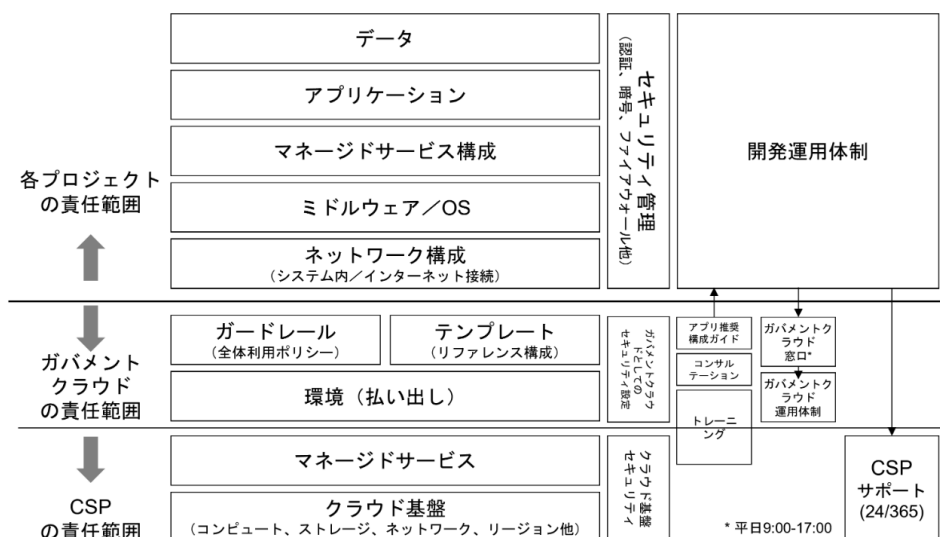 データ
アプリケーション
マネージドサービス構成
ミドルウェア／OS
ネットワーク構成
（システム内／インターネット接続）
セキュリティ管理
（認証、暗号、ファイアウォール他）
開発運用体制
各プロジェクト
の責任範囲
ガードレール
（全体利用ポリシー）
テンプレート
（リファレンス構成）
環境（払い出し）
ガバメントクラウ
ドとしての
セキュリティ設定
アプリ推奨
構成ガイド
コンサル
テーション
トレーニ
ング
ガバメントク
ラウド
窓口*
ガバメントク
ラウド
運用体制
ガバメント
クラウド
の責任範囲
マネージドサービス
クラウド基盤
（コンピュート、ストレージ、ネットワーク、リージョン他）
クラウド基盤
セキュリティ
CSP
サポート
(24/365)
* 平日9:00-17:00
CSP
の責任範囲